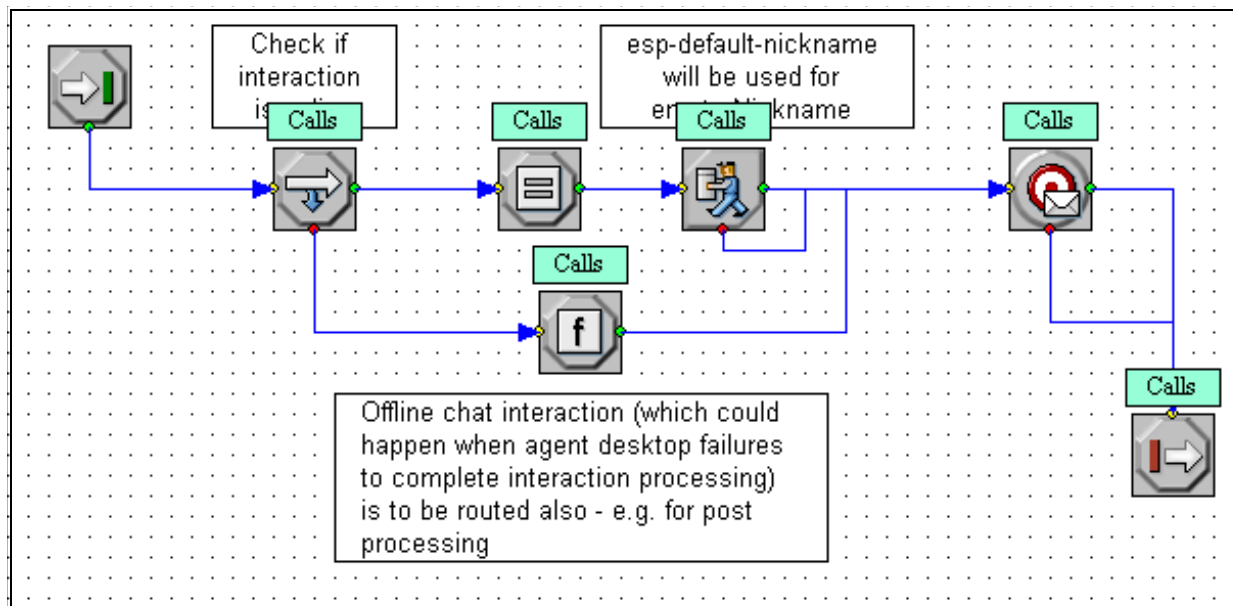 Check if
interaction
Calls
esp-default-nickname
will be used for
Nickname
Calls
Calls
Calls
Calls
f
Offline chat interaction (which could
happen when agent desktop failures
to complete interaction processing)
is to be routed also - e.g. for post
processing
Calls